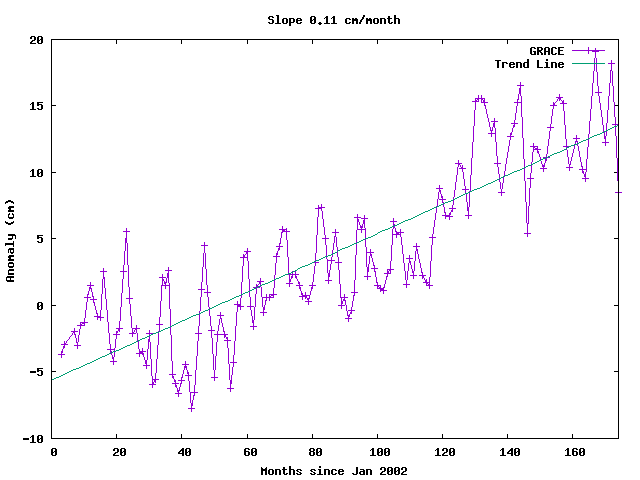 Slope 0.11 cm/month
GRACE
Trend Line
20
15
10
5
0
-5
-10
Anomaly (cm)
0 20 40 60 80 100 120 140 160
Months since Jan 2002